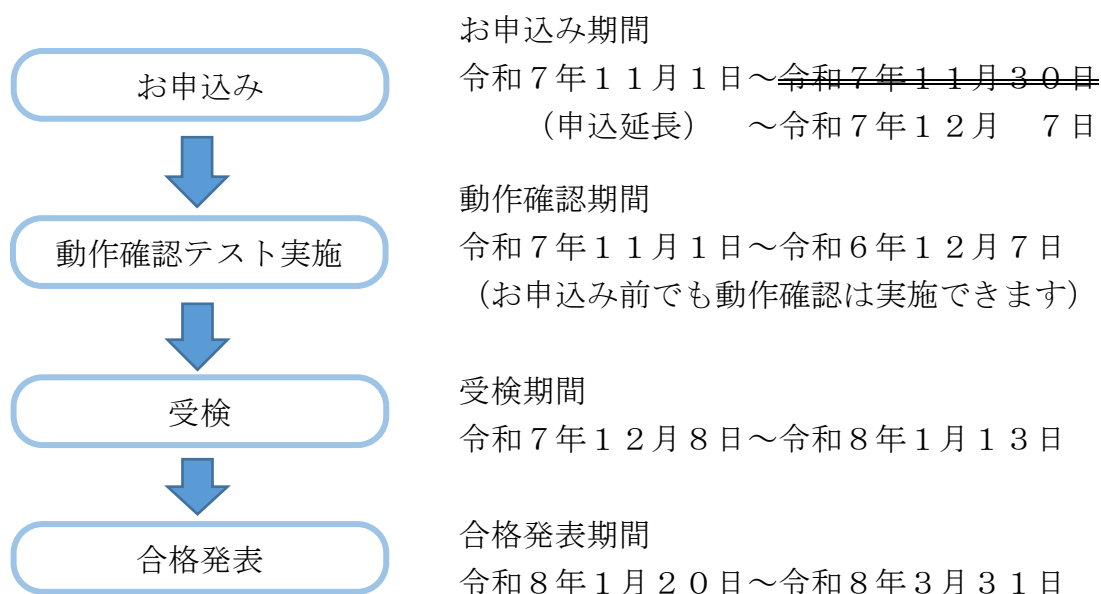 お申込み
お申込み期間
令和７年１１月１日～令和７年１１月３０日
（申込延長）　～令和７年１２月　７日
動作確認テスト実施
動作確認期間
令和７年１１月１日～令和６年１２月７日
（お申込み前でも動作確認は実施できます）
受検
受検期間
令和７年１２月８日～令和８年１月１３日
合格発表
合格発表期間
令和８年１月２０日～令和８年３月３１日